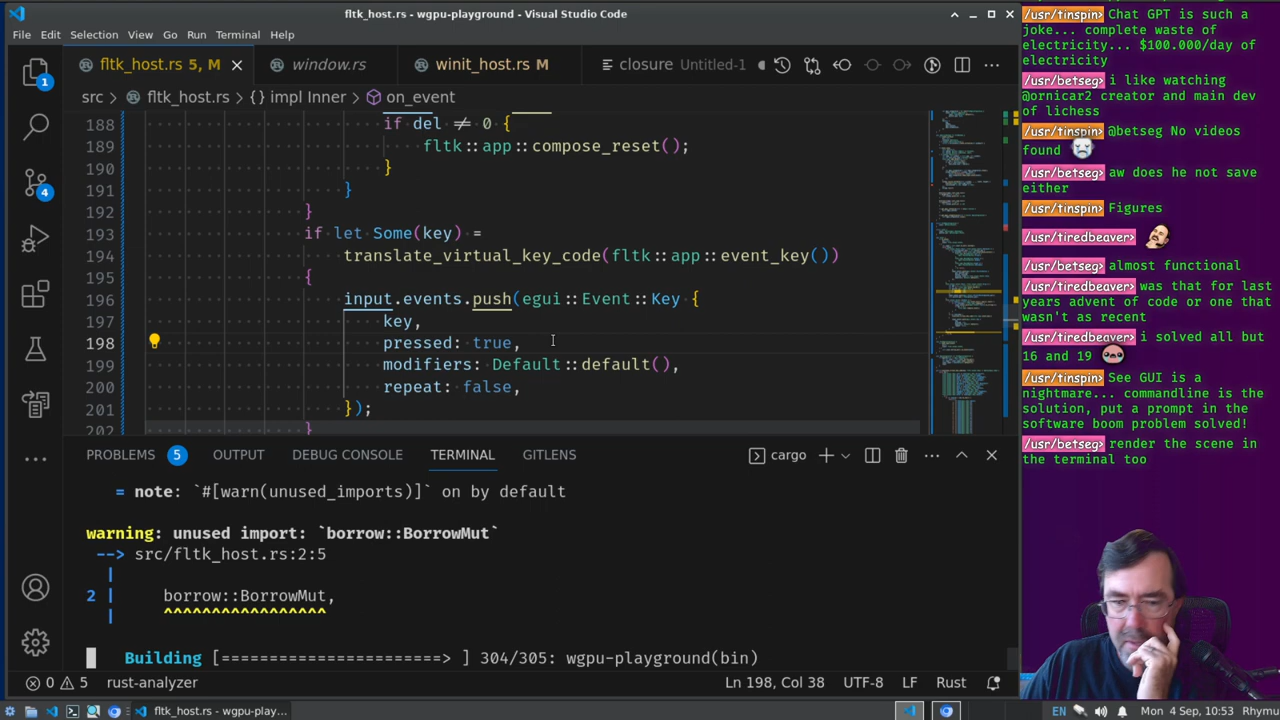 fltk_host.rs - wgpu-playground - Visual Studio Code
File Edit Selection View Go Run Terminal Help
fltk_host.rs 5, M window.rs winit_host.rs M closure Untitled-1
src > fltk_host.rs > {} impl Inner > on_event
188 if del ≠ 0 {
189 fltk::app::compose_reset();
190 }
191 }
192 }
193 if let Some(key) =
194 translate_virtual_key_code(fltk::app::event_key())
195 {
196 input.events.push(egui::Event::Key {
197 key,
198 pressed: true,
199 modifiers: Default::default(),
200 repeat: false,
201 });
202 }
PROBLEMS 5 OUTPUT DEBUG CONSOLE TERMINAL GITLENS cargo
= note: `#[warn(unused_imports)]` on by default
warning: unused import: `borrow::BorrowMut`
--> src/fltk_host.rs:2:5
|
2 | borrow::BorrowMut,
| ^^^^^^^^^^^^^^^^^
Building [=======================> ] 304/305: wgpu-playground(bin)
0 5 rust-analyzer Ln 198, Col 38 UTF-8 LF Rust
1
4
/usr/tinspin> Chat GPT is such a
joke... complete waste of
electricity... $100.000/day of
electricity
/usr/betseg> i like watching
@ornicar2 creator and main dev
of lichess
/usr/tinspin> @betseg No videos
found
/usr/betseg> aw does he not save
either
/usr/tinspin> Figures
/usr/tiredbeaver>
/usr/betseg> almost functional
/usr/tiredbeaver> was that for last
years advent of code or one that
wasn't as recent
/usr/tiredbeaver> i solved all but
16 and 19
/usr/tinspin> See GUI is a
nightmare... commandline is the
solution, put a prompt in the
software boom problem solved!
/usr/betseg> render the scene in
the terminal too
fltk_host.rs - wgpu-play... EN Mon 4 Sep, 10:53 Rhymu